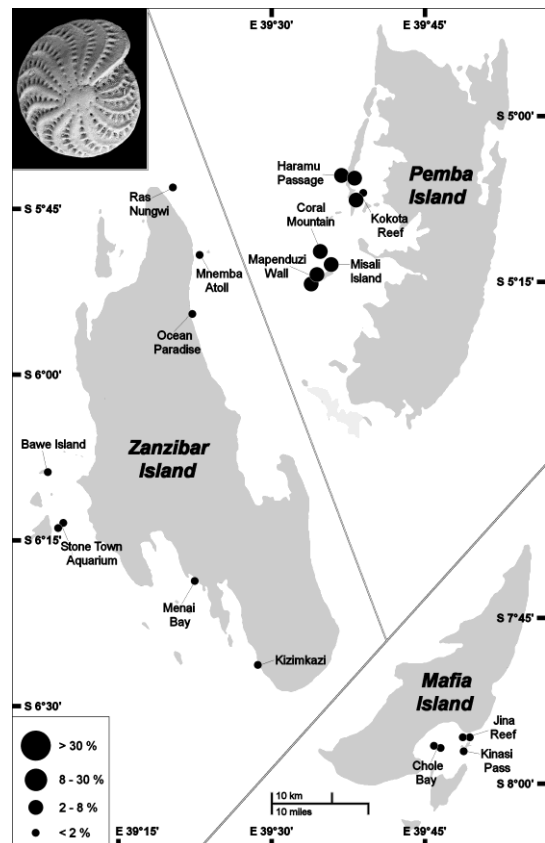 E 39°30'
E 39°45'
S 5°00'
Haramu
Passage
Pemba
Island
Ras
Nungwi
S 5°45'
Coral
Mountain
Kokota
Reef
Mnemba
Atoll
Mapenduzi
Wall
Misali
Island
S 5°15'
Ocean
Paradise
S 6°00'
Bawe Island
Zanzibar
Island
S 6°15'
Stone Town
Aquarium
Menai
Bay
S 7°45'
Kizimkazi
Mafia
Island
S 6°30'
Jina
Reef
Chole
Bay
Kinasi
Pass
> 30 %
8 - 30 %
2 - 8 %
< 2 %
S 8°00'
10 km
10 miles
E 39°15'
E 39°30'
E 39°45'